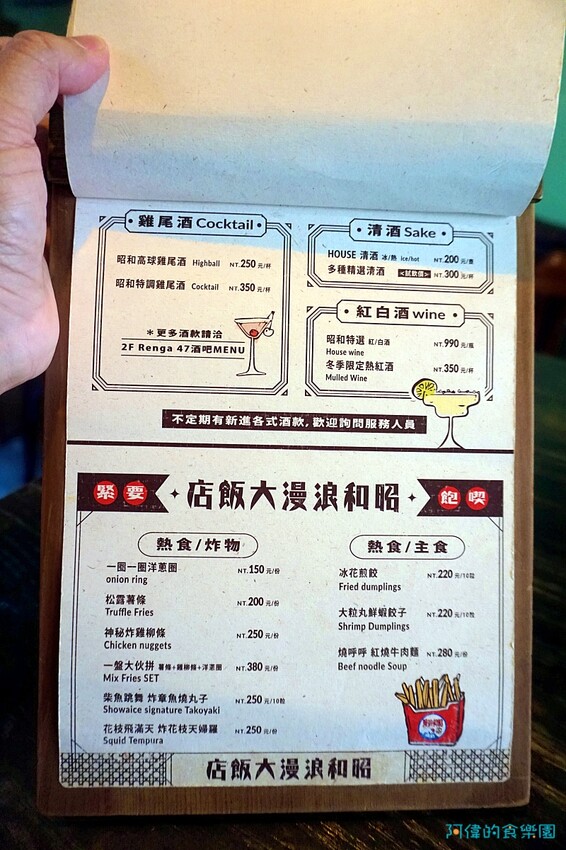 雞尾酒 Cocktail
昭和高球雞尾酒 Highball NT.250元/杯
昭和特調雞尾酒 Cocktail NT.350元/杯
＊更多酒款請洽
2F Renga 47酒吧MENU
清酒 Sake
HOUSE 清酒 冰/熱 ice/hot NT.200元/壺
多種精選清酒 <試飲價> NT.300元/杯
紅白酒 wine
昭和特選 紅/白酒 NT.990元/瓶
House wine
冬季限定熱紅酒 NT.350元/杯
Mulled Wine
不定期有新進各式酒款,歡迎詢問服務人員
緊要 店飯大漫浪和昭 飽喫
熱食/炸物
一圈一圈洋蔥圈 NT.150元/份
onion ring
松露薯條 NT.200元/份
Truffle Fries
神秘炸雞柳條 NT.250元/份
Chicken nuggets
一盤大伙拼 薯條+雞柳條+洋蔥圈 NT.380元/份
Mix Fries SET
柴魚跳舞 炸章魚燒丸子 NT.250元/10粒
Showaice signature Takoyaki
花枝飛滿天 炸花枝天婦羅 NT.250元/份
Squid Tempura
熱食/主食
冰花煎餃 NT.220元/10粒
Fried dumplings
大粒丸鮮蝦餃子 NT.220元/10粒
Shrimp Dumplings
燒呼呼 紅燒牛肉麵 NT.280元/份
Beef noodle Soup
店飯大漫浪和昭
阿偉的食樂園